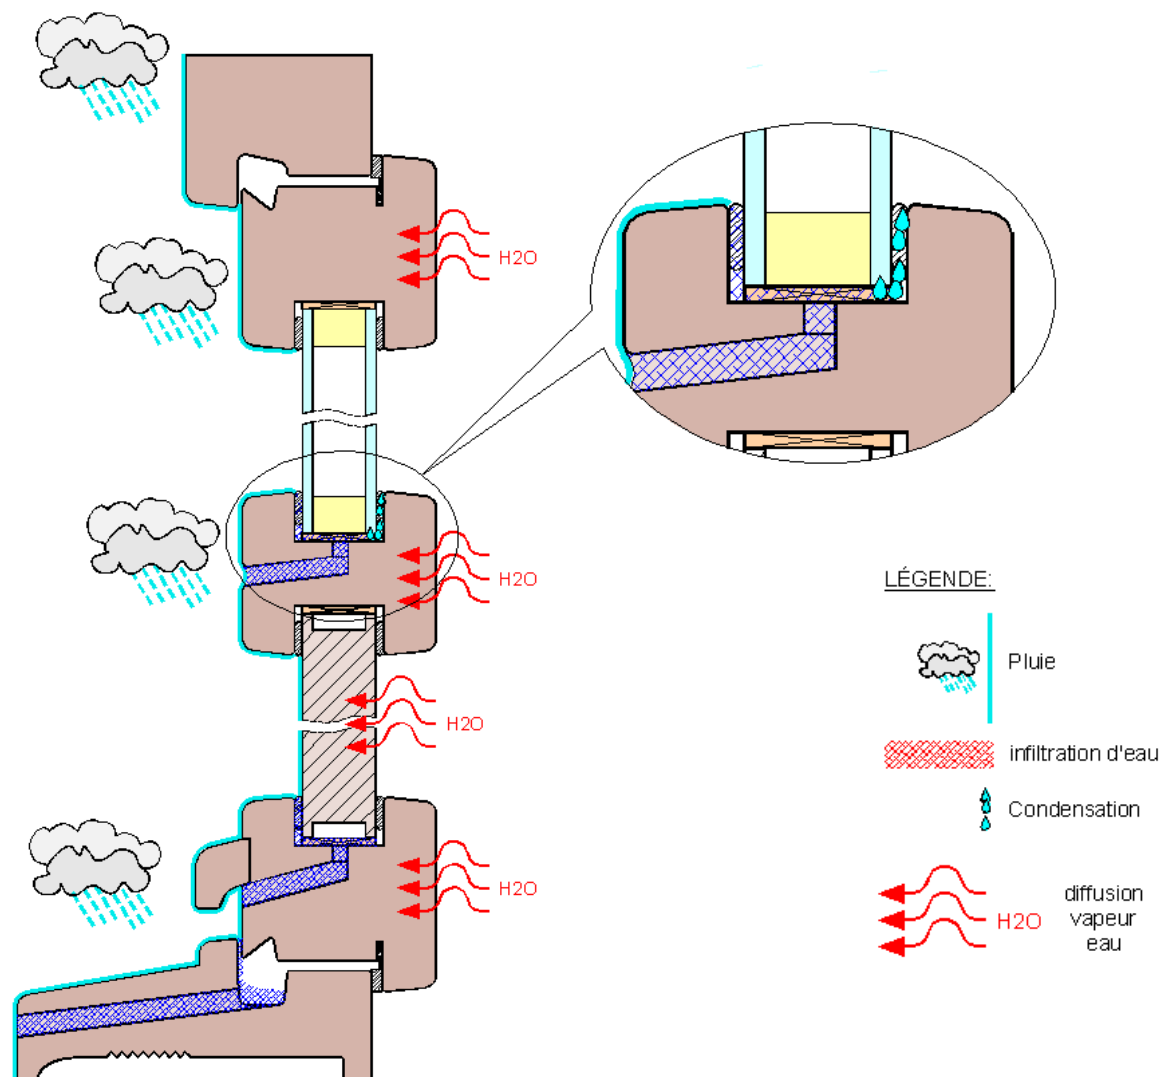 H2O
H2O
LÉGENDE:
Pluie
H2O
infiltration d'eau
Condensation
H2O
diffusion
H2O
vapeur
eau